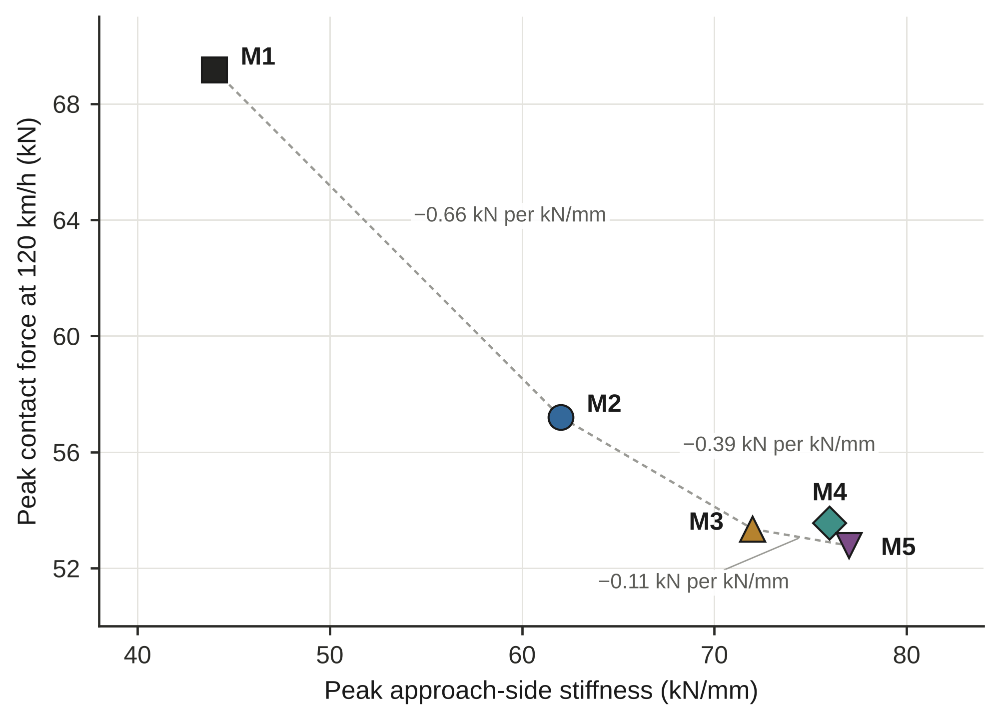 M1
68
−0.66 kN per kN/mm
64
60
M2
−0.39 kN per kN/mm
56
M4
M3
M5
52
−0.11 kN per kN/mm
40 50 60 70 80
Peak approach-side stiffness (kN/mm)
Peak contact force at 120 km/h (kN)